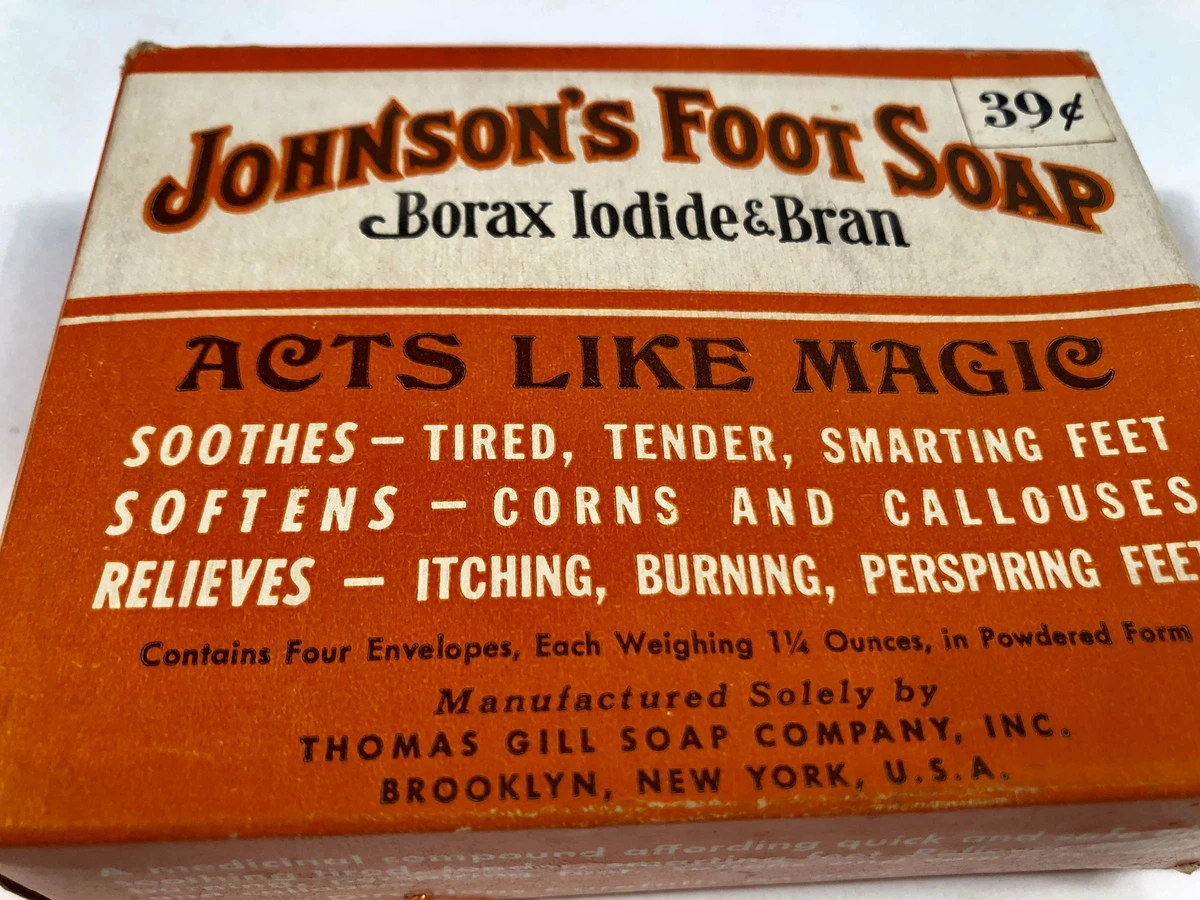 JOHNSON'S FOOT SOAP
39¢
Borax Iodide & Bran
ACTS LIKE MAGIC
SOOTHES — TIRED, TENDER, SMARTING FEET
SOFTENS — CORNS AND CALLOUSES
RELIEVES — ITCHING, BURNING, PERSPIRING FEET
Contains Four Envelopes, Each Weighing 1¼ Ounces, in Powdered Form
Manufactured Solely by
THOMAS GILL SOAP COMPANY, INC.
BROOKLYN, NEW YORK, U.S.A.
A medicinal compound affording quick and